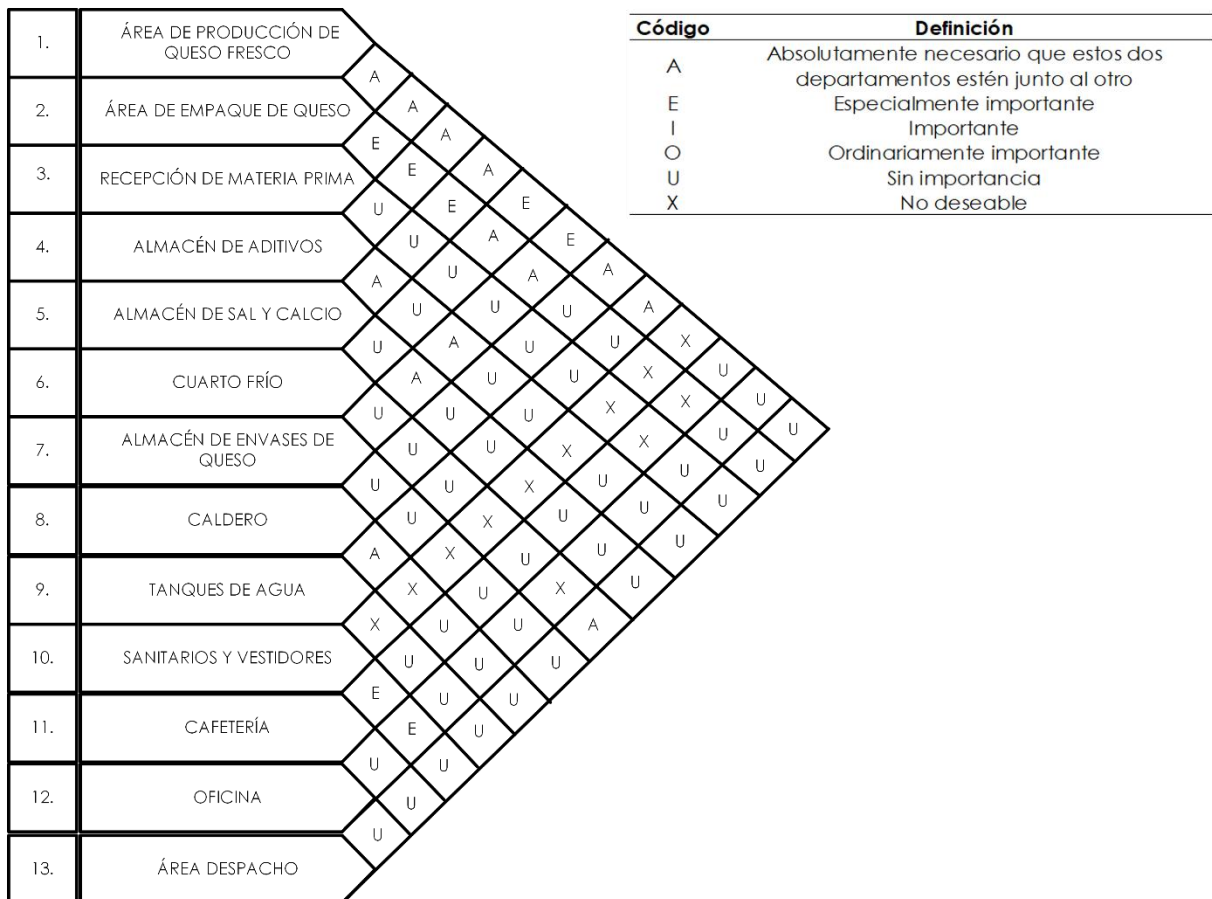 1.
ÁREA DE PRODUCCIÓN DE
QUESO FRESCO
2.
ÁREA DE EMPAQUE DE QUESO
3.
RECEPCIÓN DE MATERIA PRIMA
4.
ALMACÉN DE ADITIVOS
5.
ALMACÉN DE SAL Y CALCIO
6.
CUARTO FRÍO
7.
ALMACÉN DE ENVASES DE
QUESO
8.
CALDERO
9.
TANQUES DE AGUA
10.
SANITARIOS Y VESTIDORES
11.
CAFETERÍA
12.
OFICINA
13.
ÁREA DESPACHO
A A A A E E A A X U U U
E E E A A U U X X U U
U U U U U U X X U U
A U A U U X U U U
U A U U X U U U
U U U X U X A
U U X U U U
A X U U U
X U U U
E E U
U U
U
Código Definición
A Absolutamente necesario que estos dos
departamentos estén junto al otro
E Especialmente importante
I Importante
O Ordinariamente importante
U Sin importancia
X No deseable